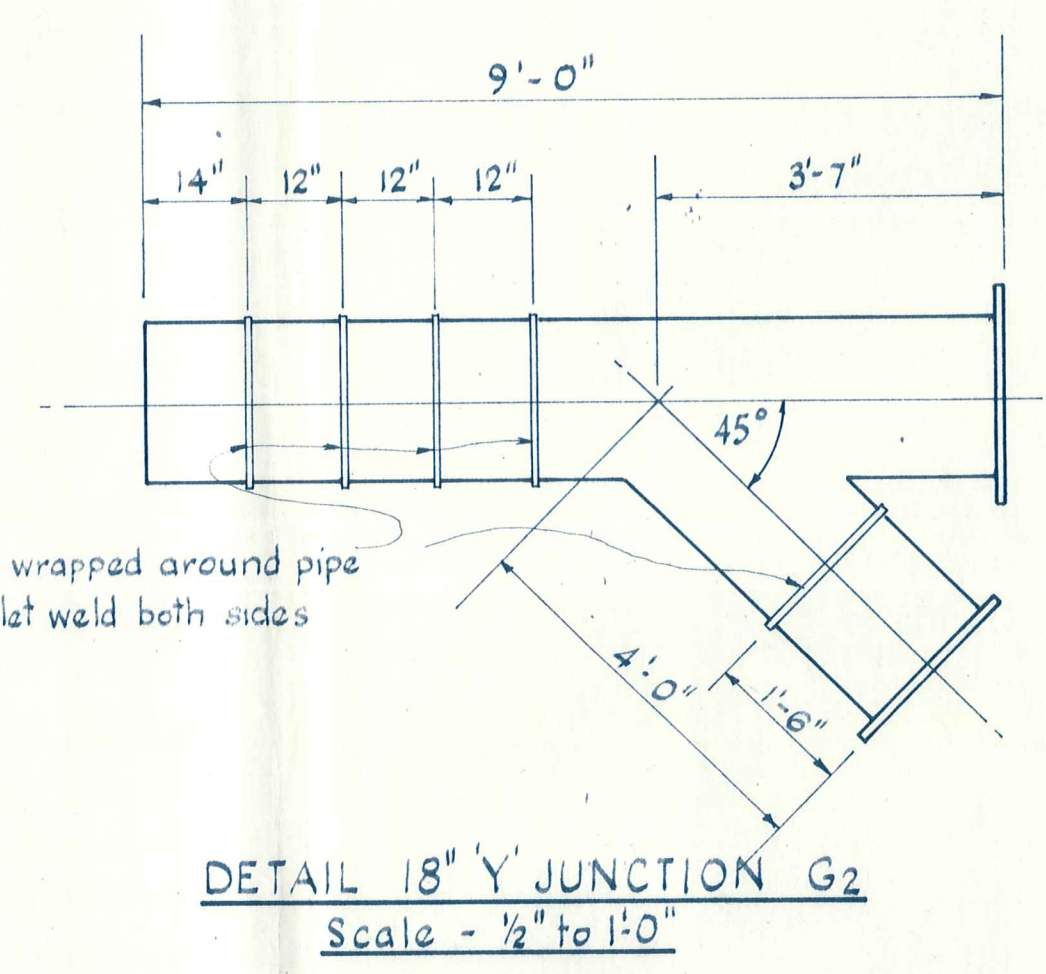 9'-0"
14" 12" 12" 12" 3'-7"
45°
wrapped around pipe
let weld both sides
4'-0"
1'-6"
DETAIL 18" 'Y' JUNCTION G2
Scale - ½" to 1'-0"